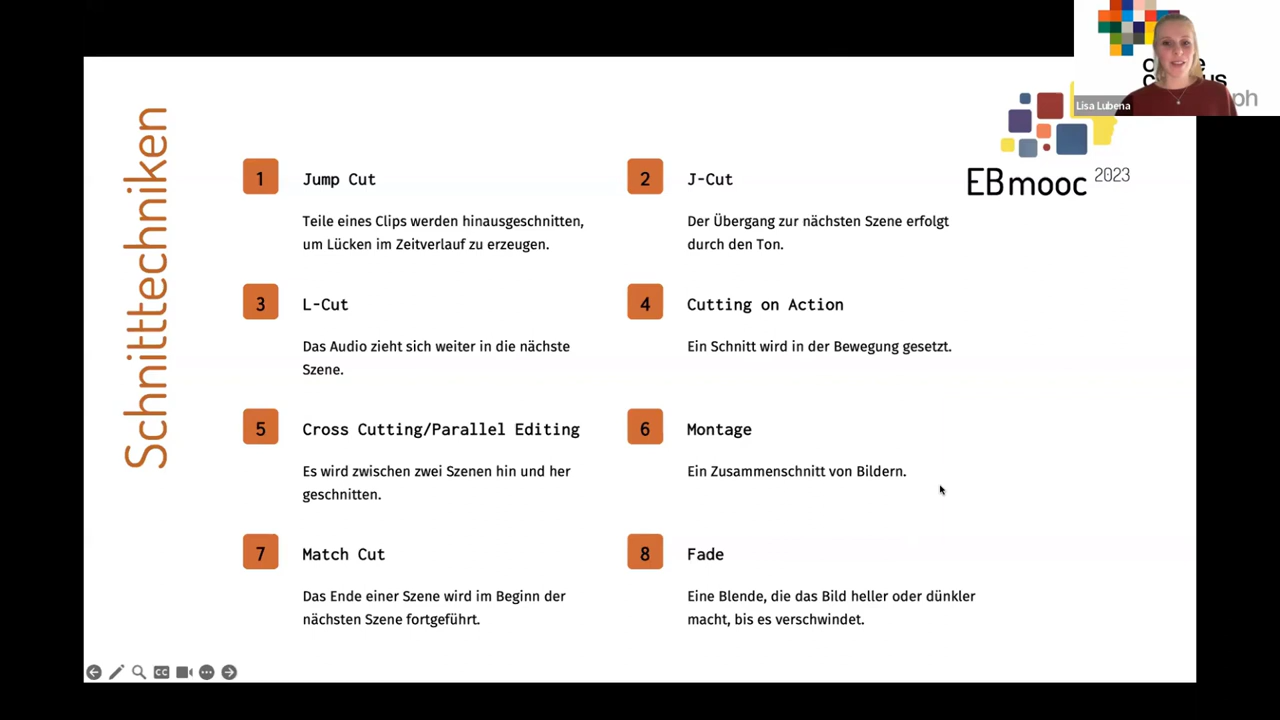 Schnitttechniken
Lisa Lubena
ph
EBmooc 2023
1
Jump Cut
Teile eines Clips werden hinausgeschnitten,
um Lücken im Zeitverlauf zu erzeugen.
2
J-Cut
Der Übergang zur nächsten Szene erfolgt
durch den Ton.
3
L-Cut
Das Audio zieht sich weiter in die nächste
Szene.
4
Cutting on Action
Ein Schnitt wird in der Bewegung gesetzt.
5
Cross Cutting/Parallel Editing
Es wird zwischen zwei Szenen hin und her
geschnitten.
6
Montage
Ein Zusammenschnitt von Bildern.
7
Match Cut
Das Ende einer Szene wird im Beginn der
nächsten Szene fortgeführt.
8
Fade
Eine Blende, die das Bild heller oder dünkler
macht, bis es verschwindet.
CC